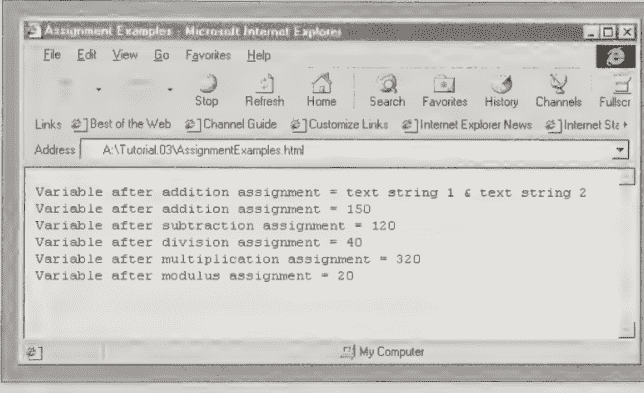 Assignment Examples - Microsoft Internet Explorer
File Edit View Go Favorites Help
Stop Refresh Home Search Favorites History Channels Fullscr
Links Best of the Web Channel Guide Customize Links Internet Explorer News Internet Sta
Address A:\Tutorial.03\AssignmentExamples.html
Variable after addition assignment = text string 1 & text string 2
Variable after addition assignment = 150
Variable after subtraction assignment = 120
Variable after division assignment = 40
Variable after multiplication assignment = 320
Variable after modulus assignment = 20
My Computer